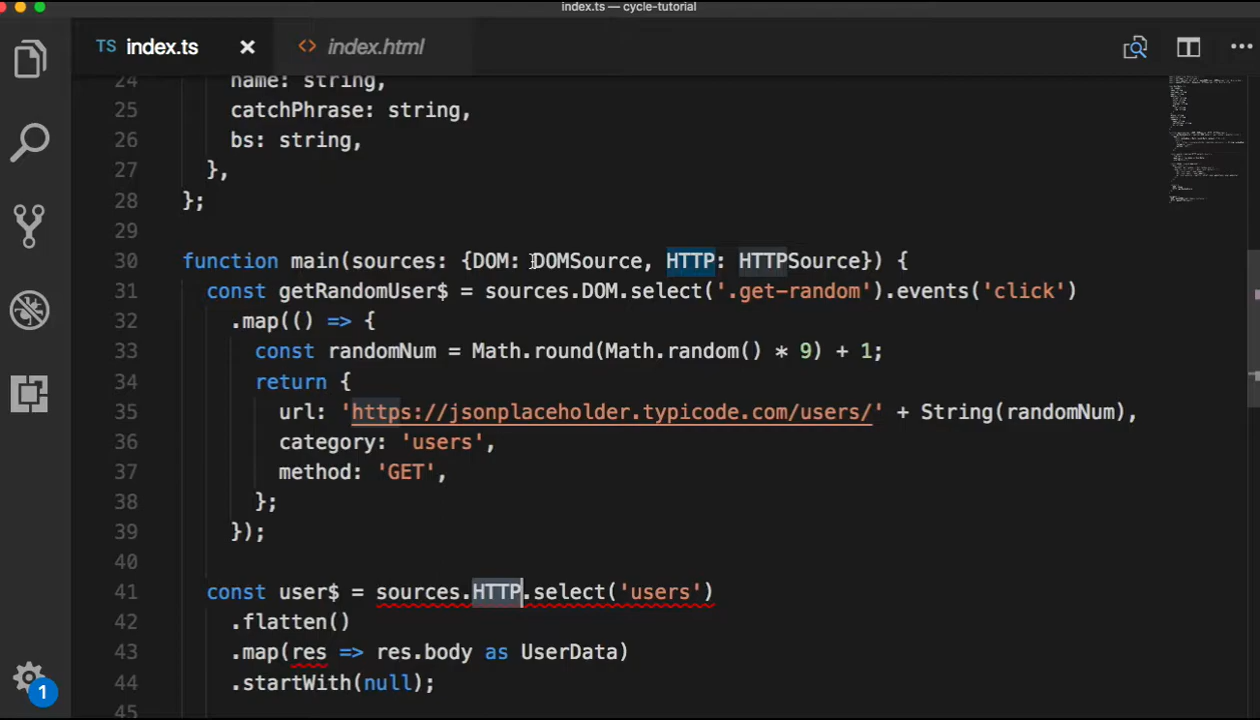 index.ts — cycle-tutorial
TS index.ts × <> index.html
24 name: string,
25 catchPhrase: string,
26 bs: string,
27 },
28 };
29
30 function main(sources: {DOM: DOMSource, HTTP: HTTPSource}) {
31 const getRandomUser$ = sources.DOM.select('.get-random').events('click')
32 .map(() => {
33 const randomNum = Math.round(Math.random() * 9) + 1;
34 return {
35 url: 'https://jsonplaceholder.typicode.com/users/' + String(randomNum),
36 category: 'users',
37 method: 'GET',
38 };
39 });
40
41 const user$ = sources.HTTP.select('users')
42 .flatten()
43 .map(res => res.body as UserData)
44 .startWith(null);
45
1